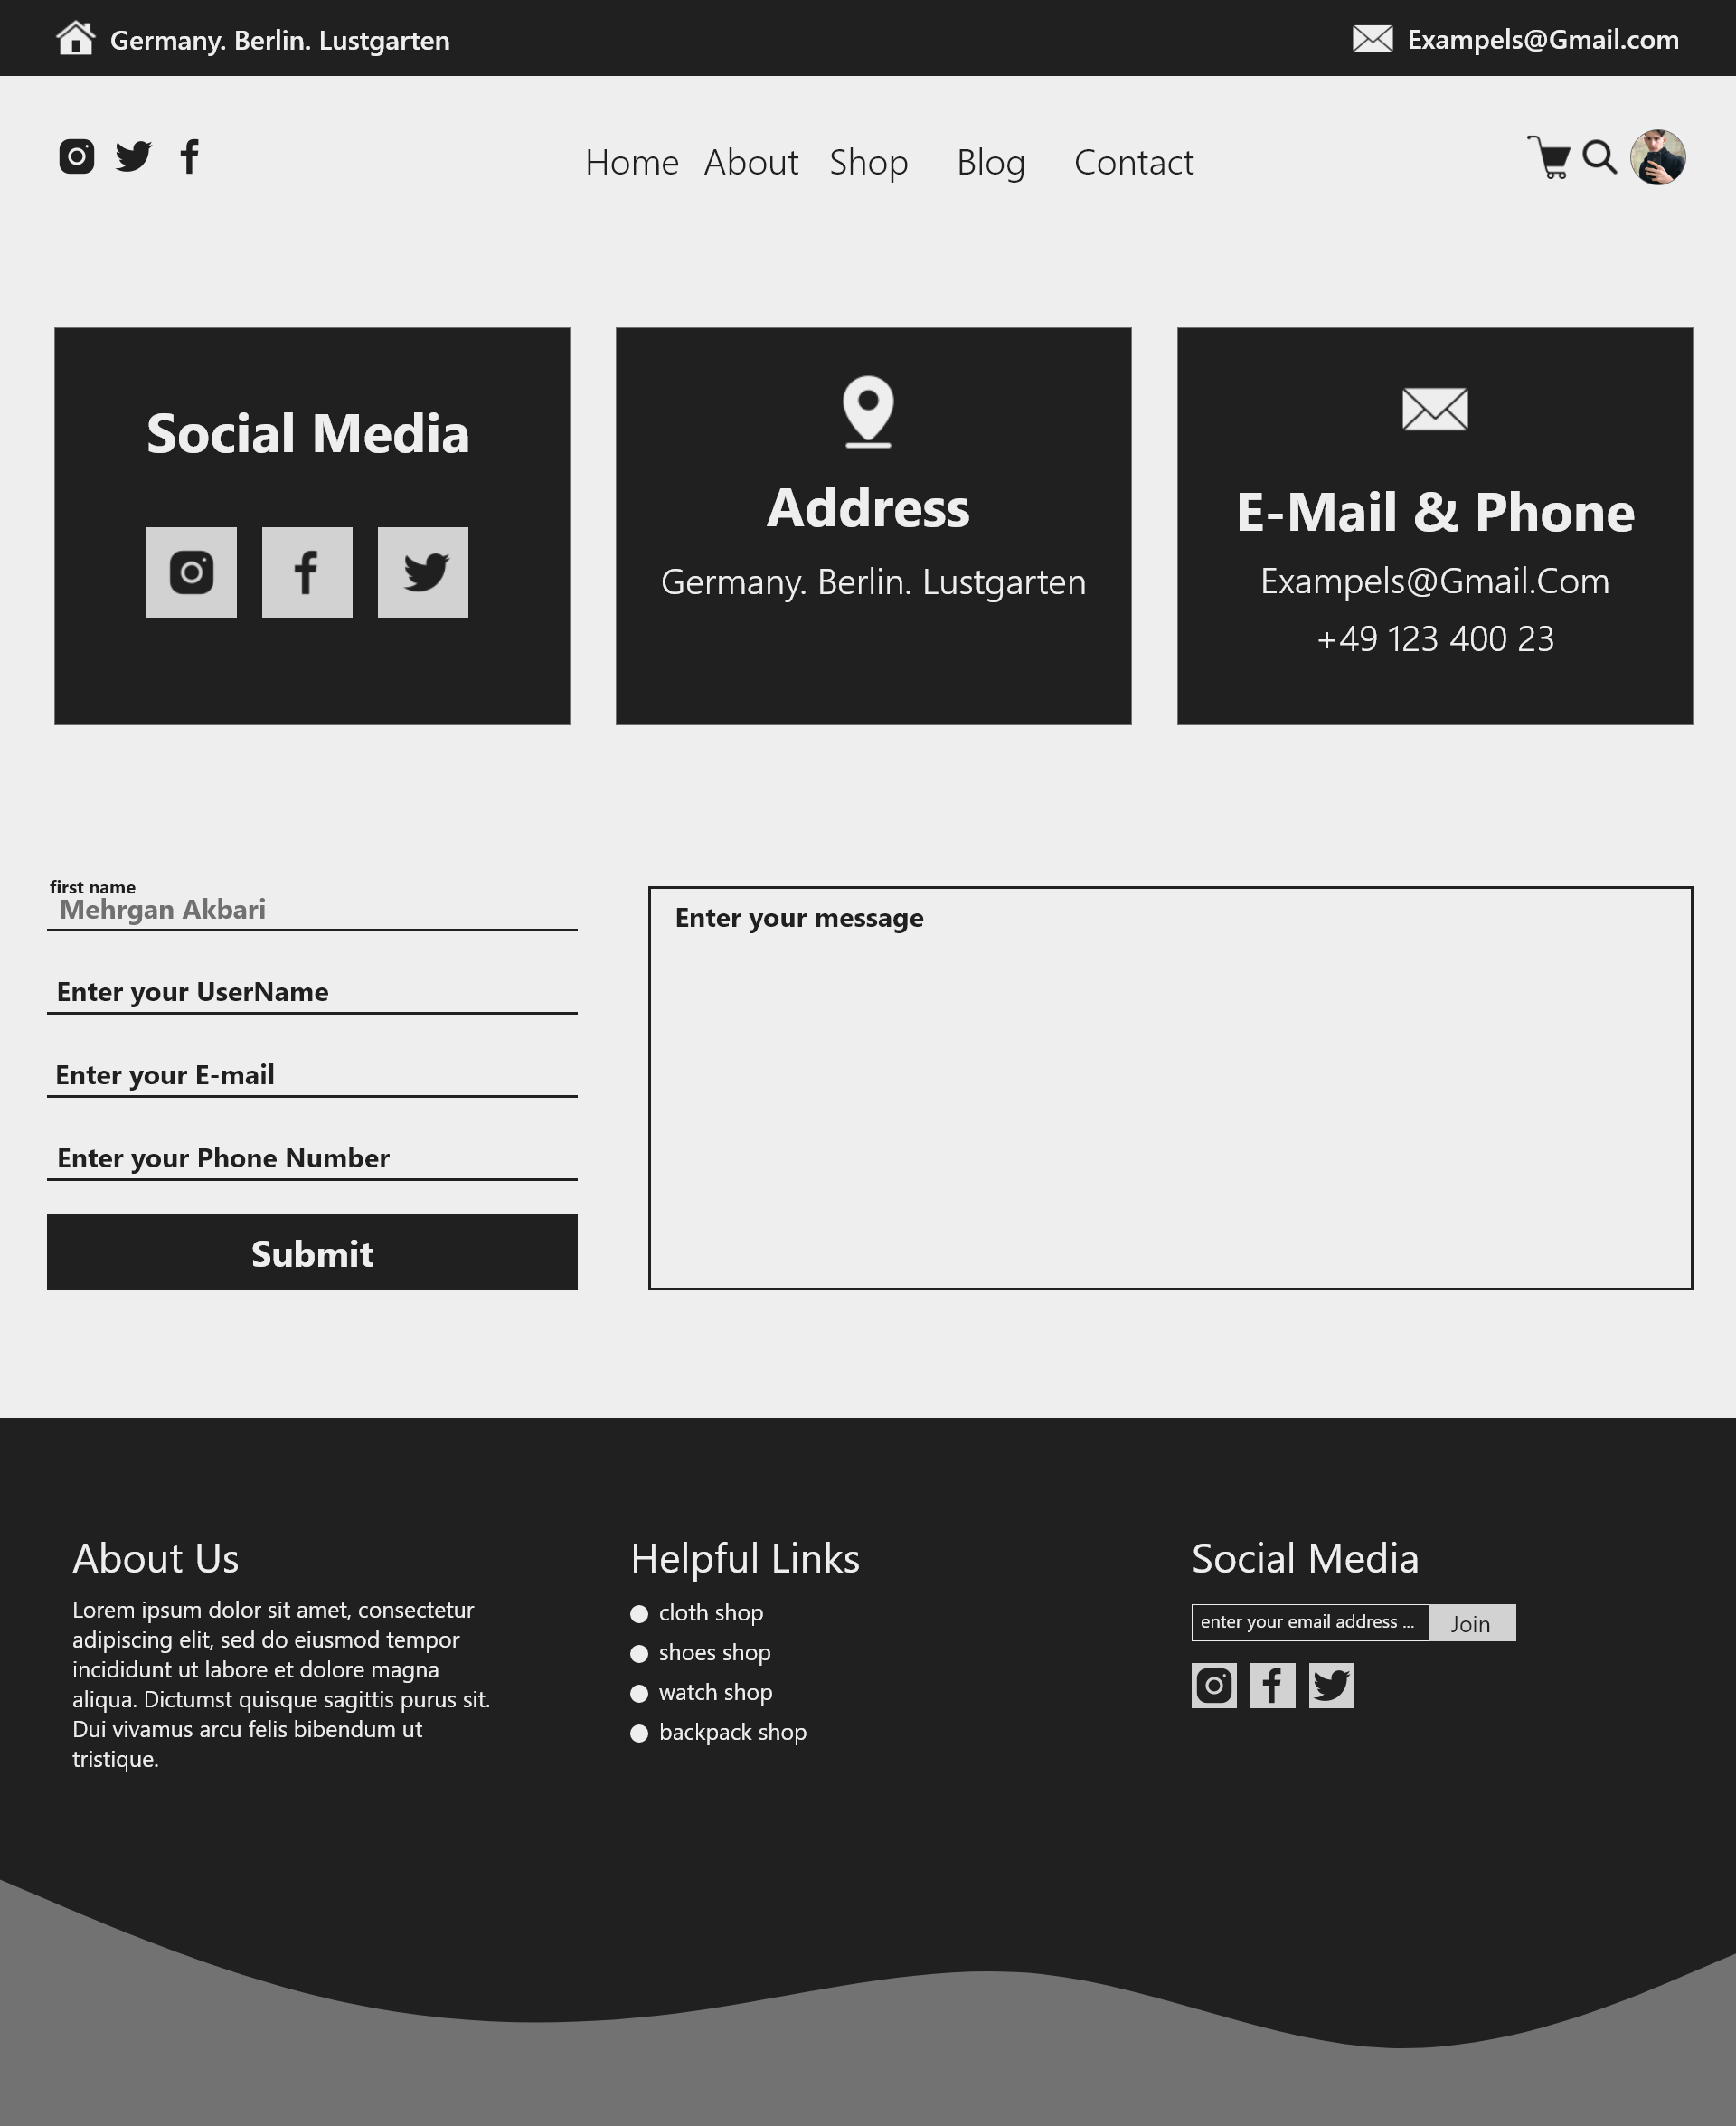 Germany. Berlin. Lustgarten
Exampels@Gmail.com
Home About Shop Blog Contact
Social Media
Address
Germany. Berlin. Lustgarten
E-Mail & Phone
Exampels@Gmail.Com
+49 123 400 23
first name
Mehrgan Akbari
Enter your UserName
Enter your E-mail
Enter your Phone Number
Submit
Enter your message
About Us
Lorem ipsum dolor sit amet, consectetur
adipiscing elit, sed do eiusmod tempor
incididunt ut labore et dolore magna
aliqua. Dictumst quisque sagittis purus sit.
Dui vivamus arcu felis bibendum ut
tristique.
Helpful Links
cloth shop
shoes shop
watch shop
backpack shop
Social Media
enter your email address ...
Join